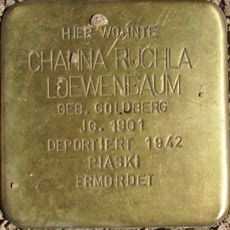 HIER WOHNTE
CHANNA RUCHLA
LOEWENBAUM
GEB. GOLDBERG
JG. 1901
DEPORTIERT 1942
PIASKI
ERMORDET